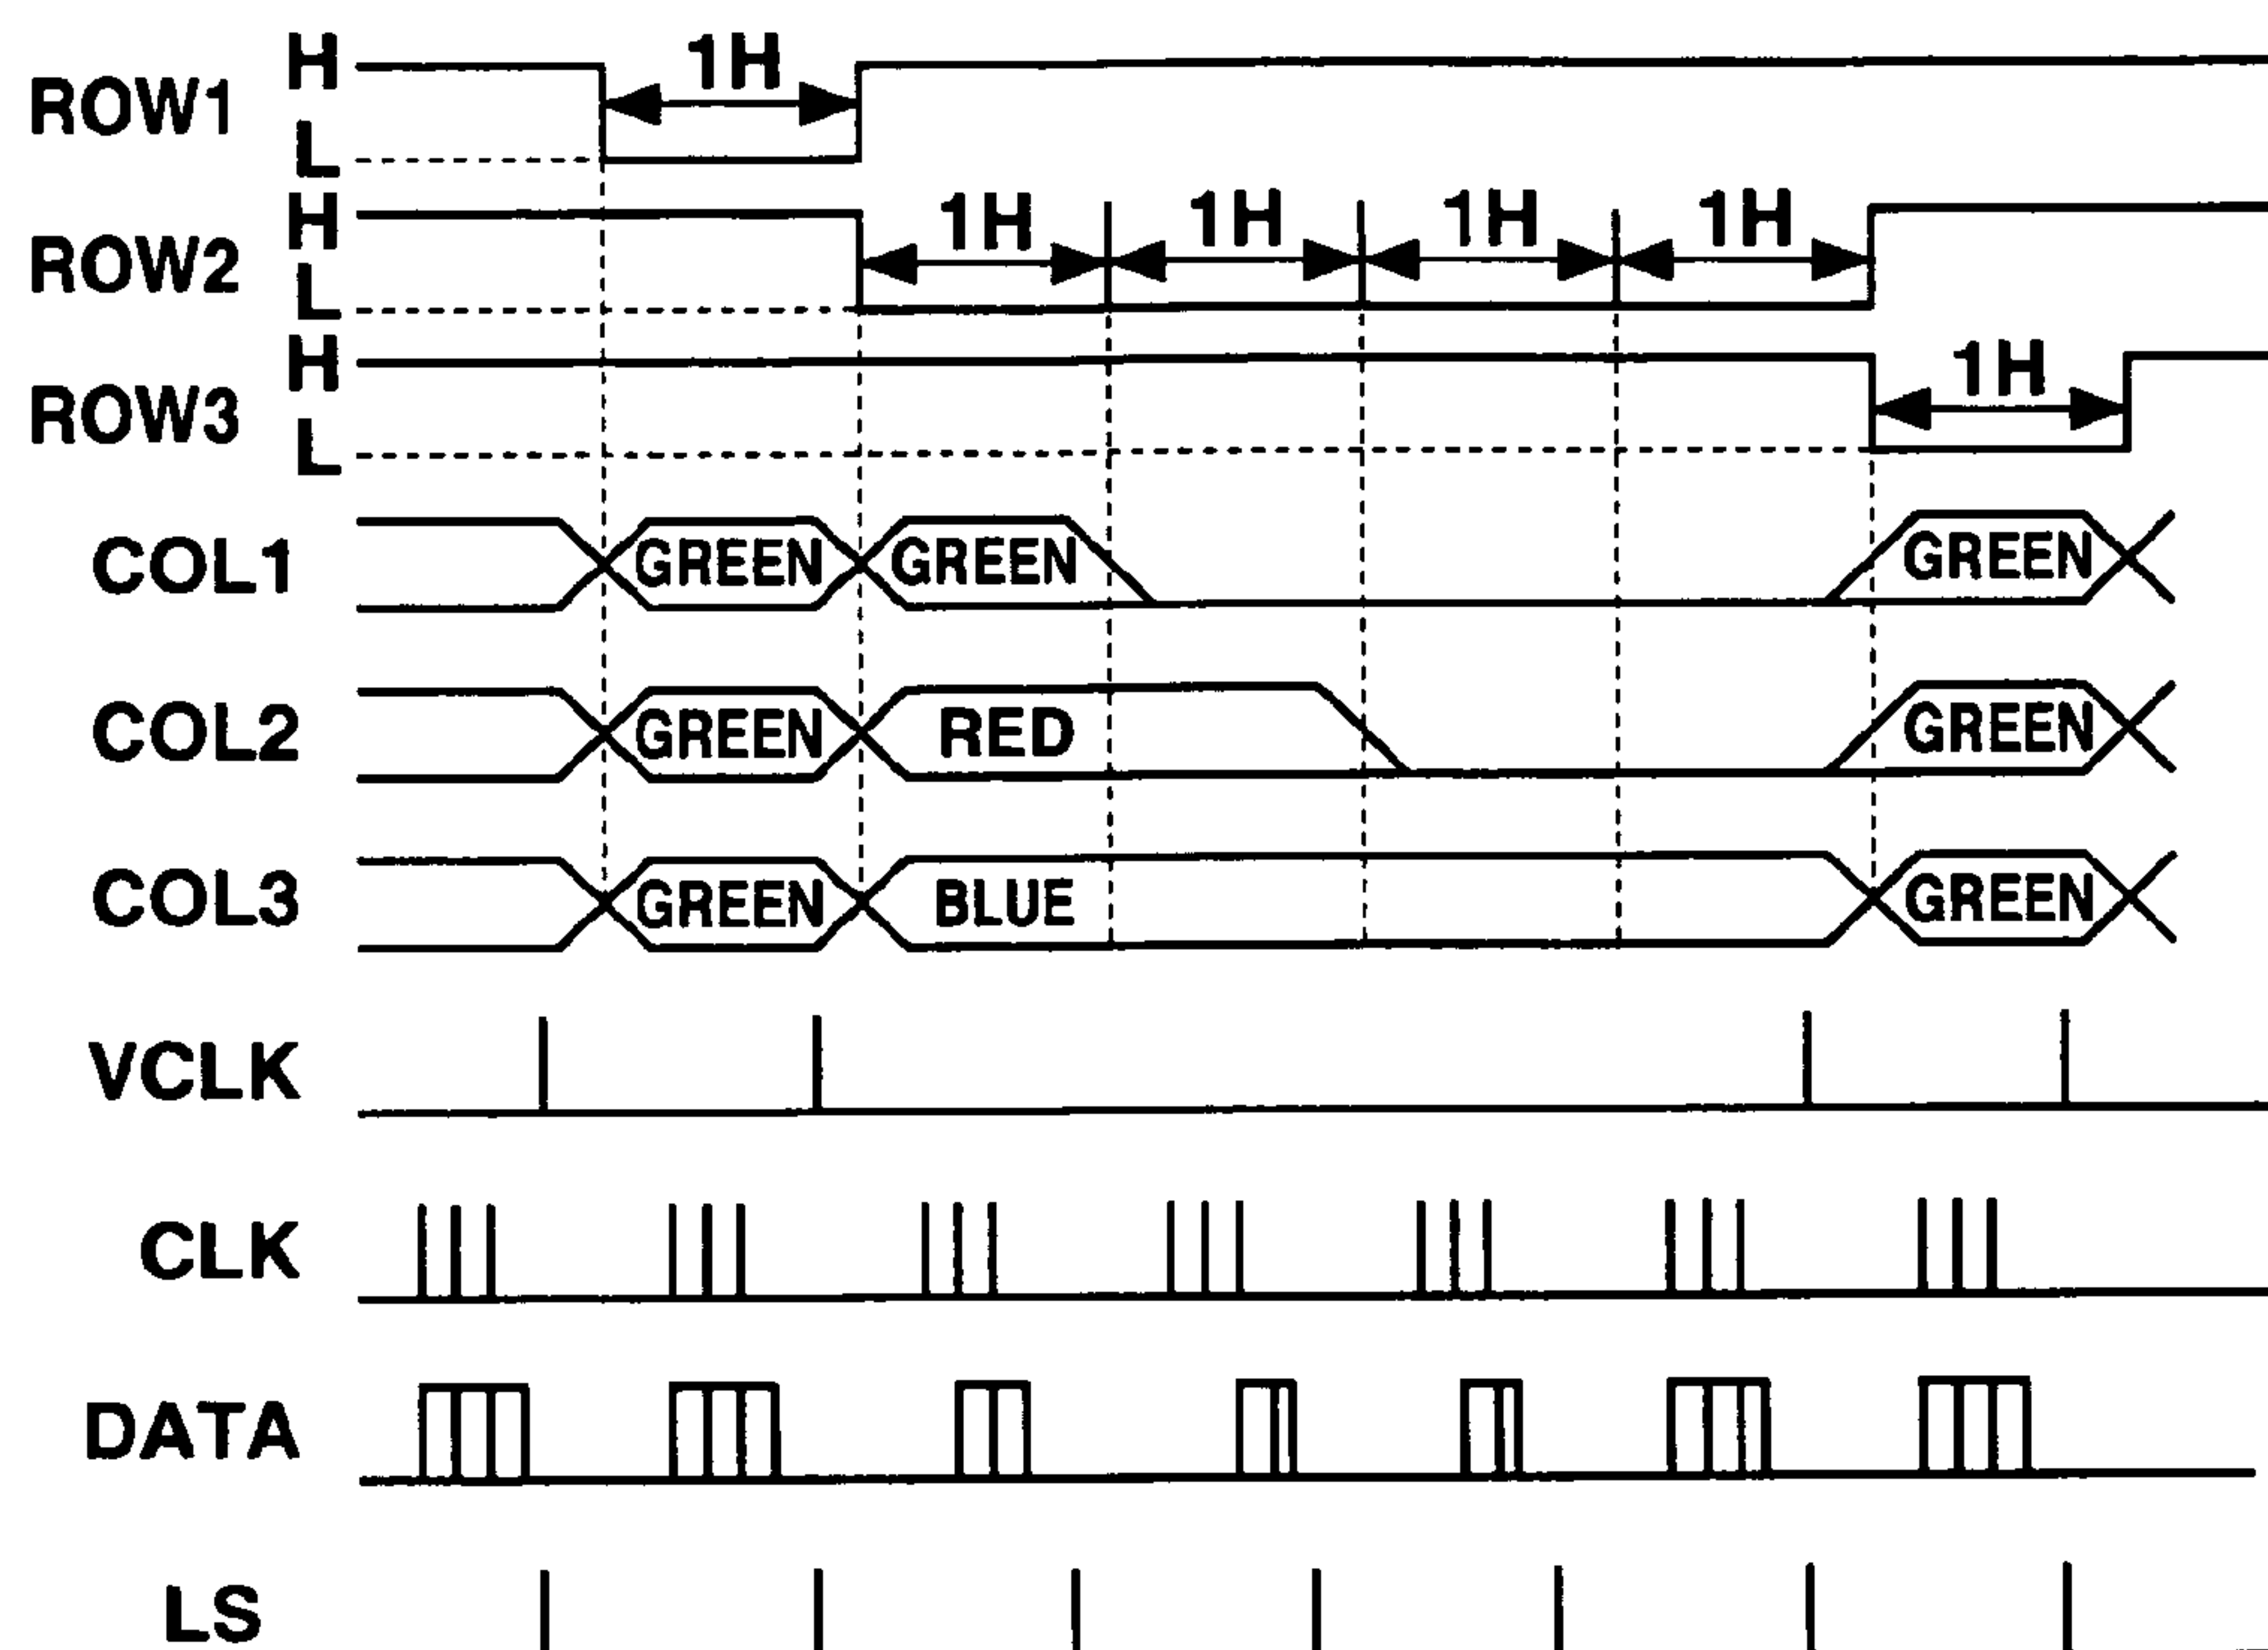 H 1H
ROW1
L
H 1H 1H 1H 1H
ROW2
L
H 1H
ROW3
L
COL1 GREEN GREEN GREEN
COL2 GREEN RED GREEN
COL3 GREEN BLUE GREEN
VCLK
CLK
DATA
LS